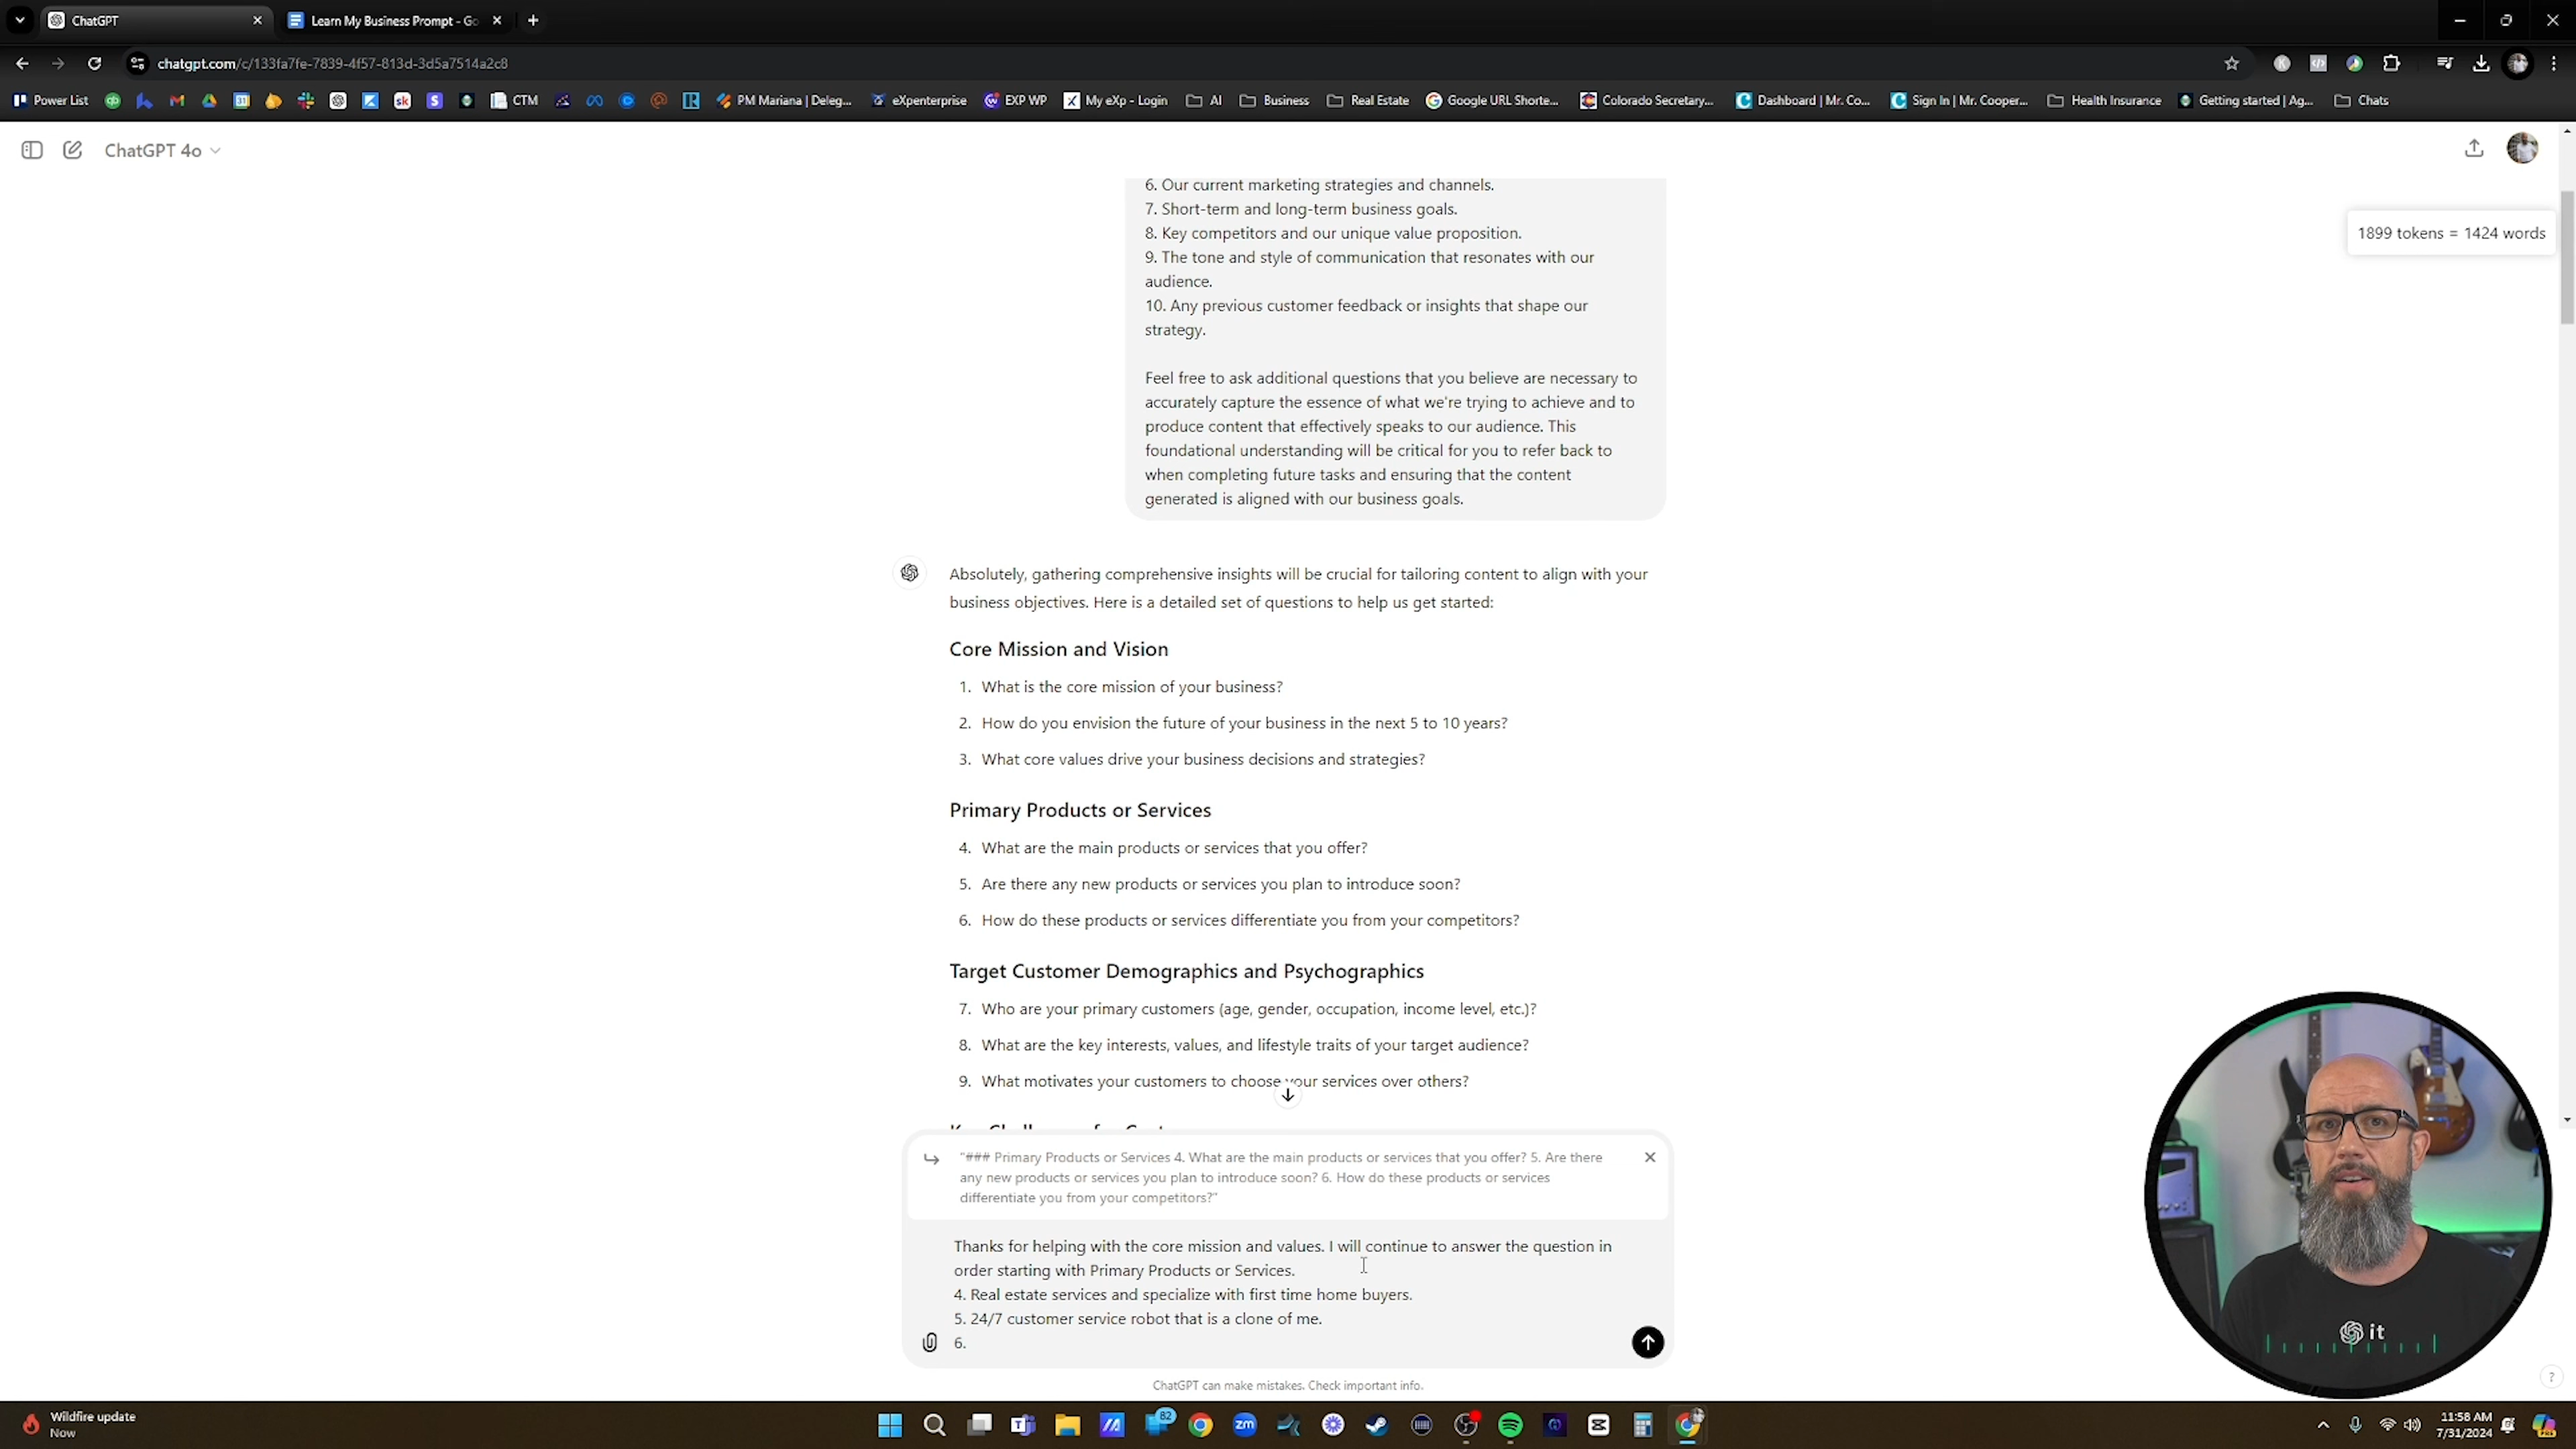 ChatGPT
Learn My Business Prompt - Go
chatgpt.com/c/133fa7fe-7839-4f57-813d-3d5a7514a2c8
Power List
CTM
PM Mariana | Deleg...
eXpenterprise
EXP WP
My eXp - Login
AI
Business
Real Estate
Google URL Shorte...
Colorado Secretary...
Dashboard | Mr. Co...
Sign In | Mr. Cooper...
Health Insurance
Getting started | Ag...
Chats
ChatGPT 4o
6. Our current marketing strategies and channels.
7. Short-term and long-term business goals.
8. Key competitors and our unique value proposition.
9. The tone and style of communication that resonates with our
audience.
10. Any previous customer feedback or insights that shape our
strategy.
1899 tokens = 1424 words
Feel free to ask additional questions that you believe are necessary to
accurately capture the essence of what we're trying to achieve and to
produce content that effectively speaks to our audience. This
foundational understanding will be critical for you to refer back to
when completing future tasks and ensuring that the content
generated is aligned with our business goals.
Absolutely, gathering comprehensive insights will be crucial for tailoring content to align with your
business objectives. Here is a detailed set of questions to help us get started:
Core Mission and Vision
1. What is the core mission of your business?
2. How do you envision the future of your business in the next 5 to 10 years?
3. What core values drive your business decisions and strategies?
Primary Products or Services
4. What are the main products or services that you offer?
5. Are there any new products or services you plan to introduce soon?
6. How do these products or services differentiate you from your competitors?
Target Customer Demographics and Psychographics
7. Who are your primary customers (age, gender, occupation, income level, etc.)?
8. What are the key interests, values, and lifestyle traits of your target audience?
9. What motivates your customers to choose your services over others?
"### Primary Products or Services 4. What are the main products or services that you offer? 5. Are there
any new products or services you plan to introduce soon? 6. How do these products or services
differentiate you from your competitors?"
Thanks for helping with the core mission and values. I will continue to answer the question in
order starting with Primary Products or Services.
4. Real estate services and specialize with first time home buyers.
5. 24/7 customer service robot that is a clone of me.
6.
ChatGPT can make mistakes. Check important info.
it
?
Wildfire update
Now
82
zm
11:58 AM
7/31/2024